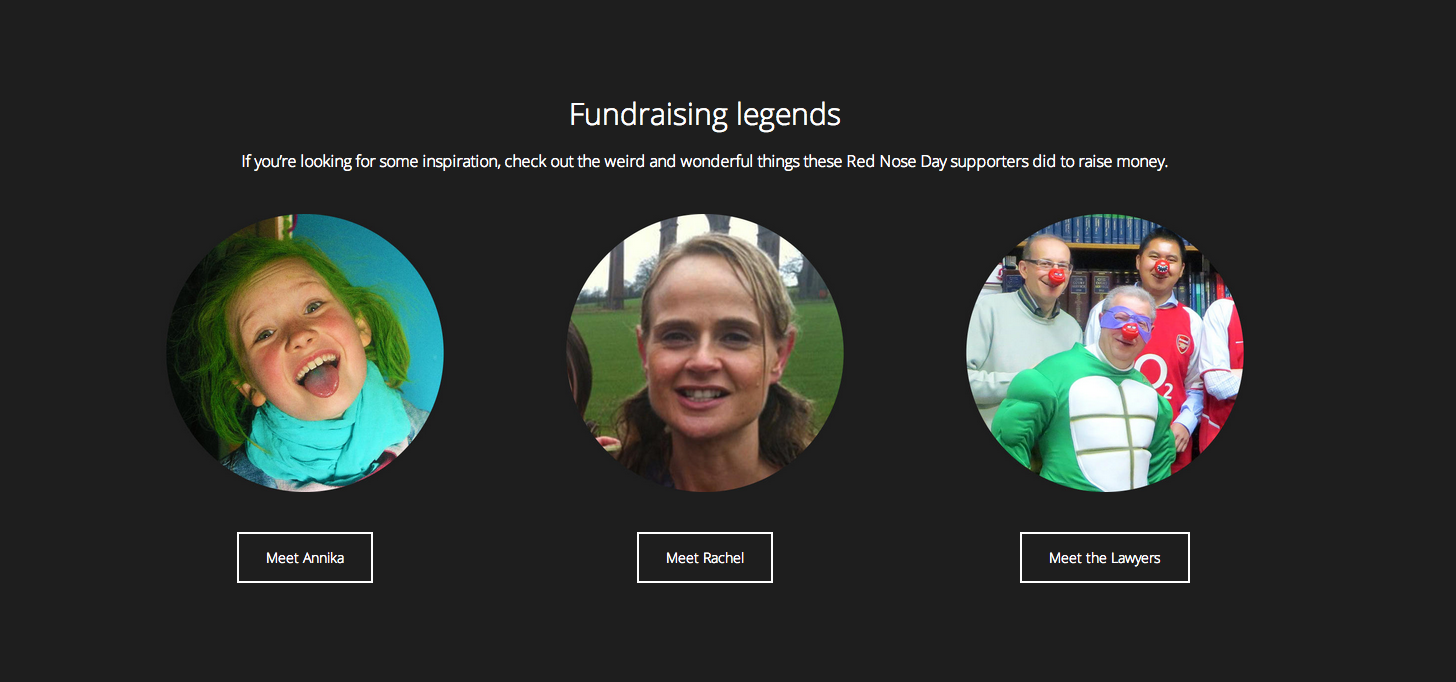 Fundraising legends
If you're looking for some inspiration, check out the weird and wonderful things these Red Nose Day supporters did to raise money.
O2
Meet Annika
Meet Rachel
Meet the Lawyers